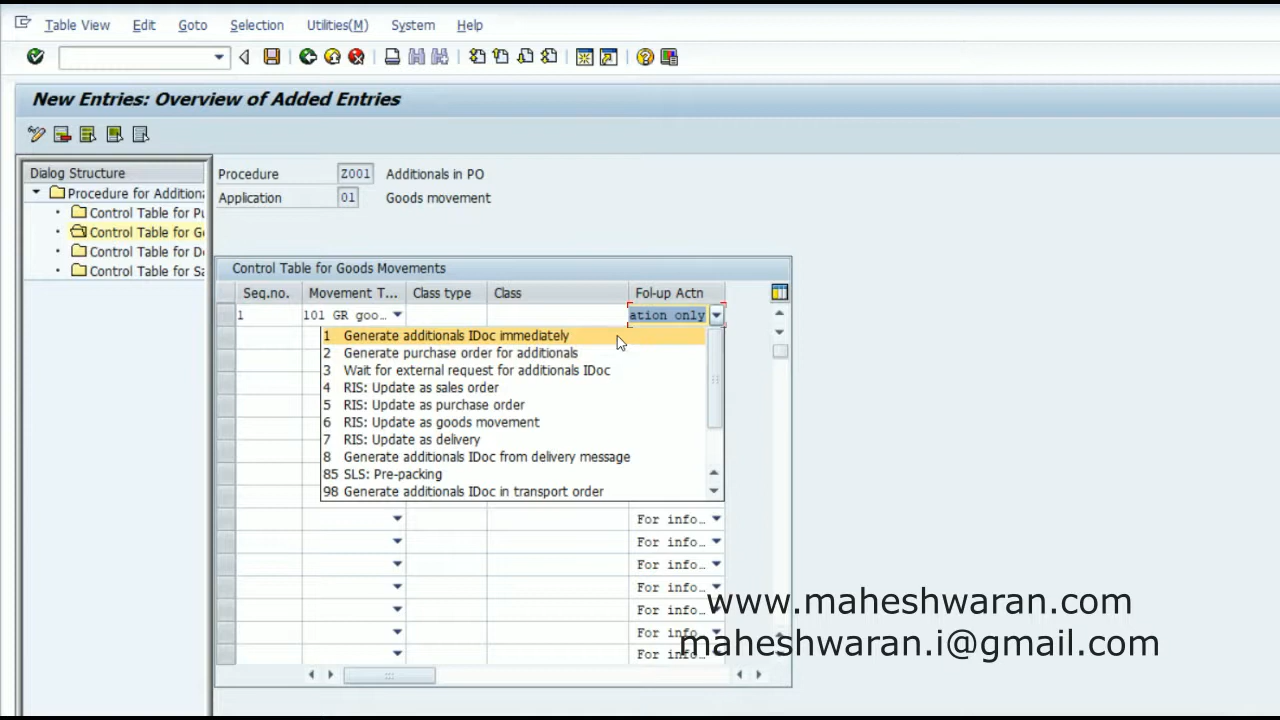 Table View Edit Goto Selection Utilities(M) System Help
New Entries: Overview of Added Entries
Dialog Structure
Procedure for Additiona
Control Table for Pu
Control Table for Go
Control Table for De
Control Table for Sa
Procedure Z001 Additionals in PO
Application 01 Goods movement
Control Table for Goods Movements
Seq.no. Movement T... Class type Class Fol-up Actn
1 101 GR goo... ation only
1 Generate additionals IDoc immediately
2 Generate purchase order for additionals
3 Wait for external request for additionals IDoc
4 RIS: Update as sales order
5 RIS: Update as purchase order
6 RIS: Update as goods movement
7 RIS: Update as delivery
8 Generate additionals IDoc from delivery message
85 SLS: Pre-packing
98 Generate additionals IDoc in transport order
For info...
For info...
For info...
For info...
For info...
For info...
For info...
www.maheshwaran.com
maheshwaran.i@gmail.com